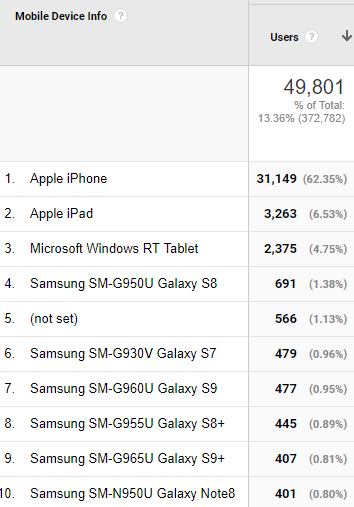 Mobile Device Info ?
Users ?
49,801
% of Total:
13.36% (372,782)
1. Apple iPhone 31,149 (62.35%)
2. Apple iPad 3,263 (6.53%)
3. Microsoft Windows RT Tablet 2,375 (4.75%)
4. Samsung SM-G950U Galaxy S8 691 (1.38%)
5. (not set) 566 (1.13%)
6. Samsung SM-G930V Galaxy S7 479 (0.96%)
7. Samsung SM-G960U Galaxy S9 477 (0.95%)
8. Samsung SM-G955U Galaxy S8+ 445 (0.89%)
9. Samsung SM-G965U Galaxy S9+ 407 (0.81%)
10. Samsung SM-N950U Galaxy Note8 401 (0.80%)